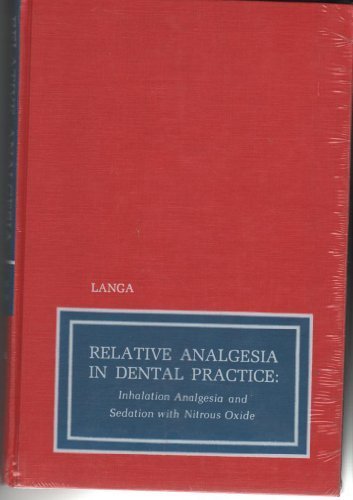 LANGA
RELATIVE ANALGESIA
IN DENTAL PRACTICE:
Inhalation Analgesia and
Sedation with Nitrous Oxide